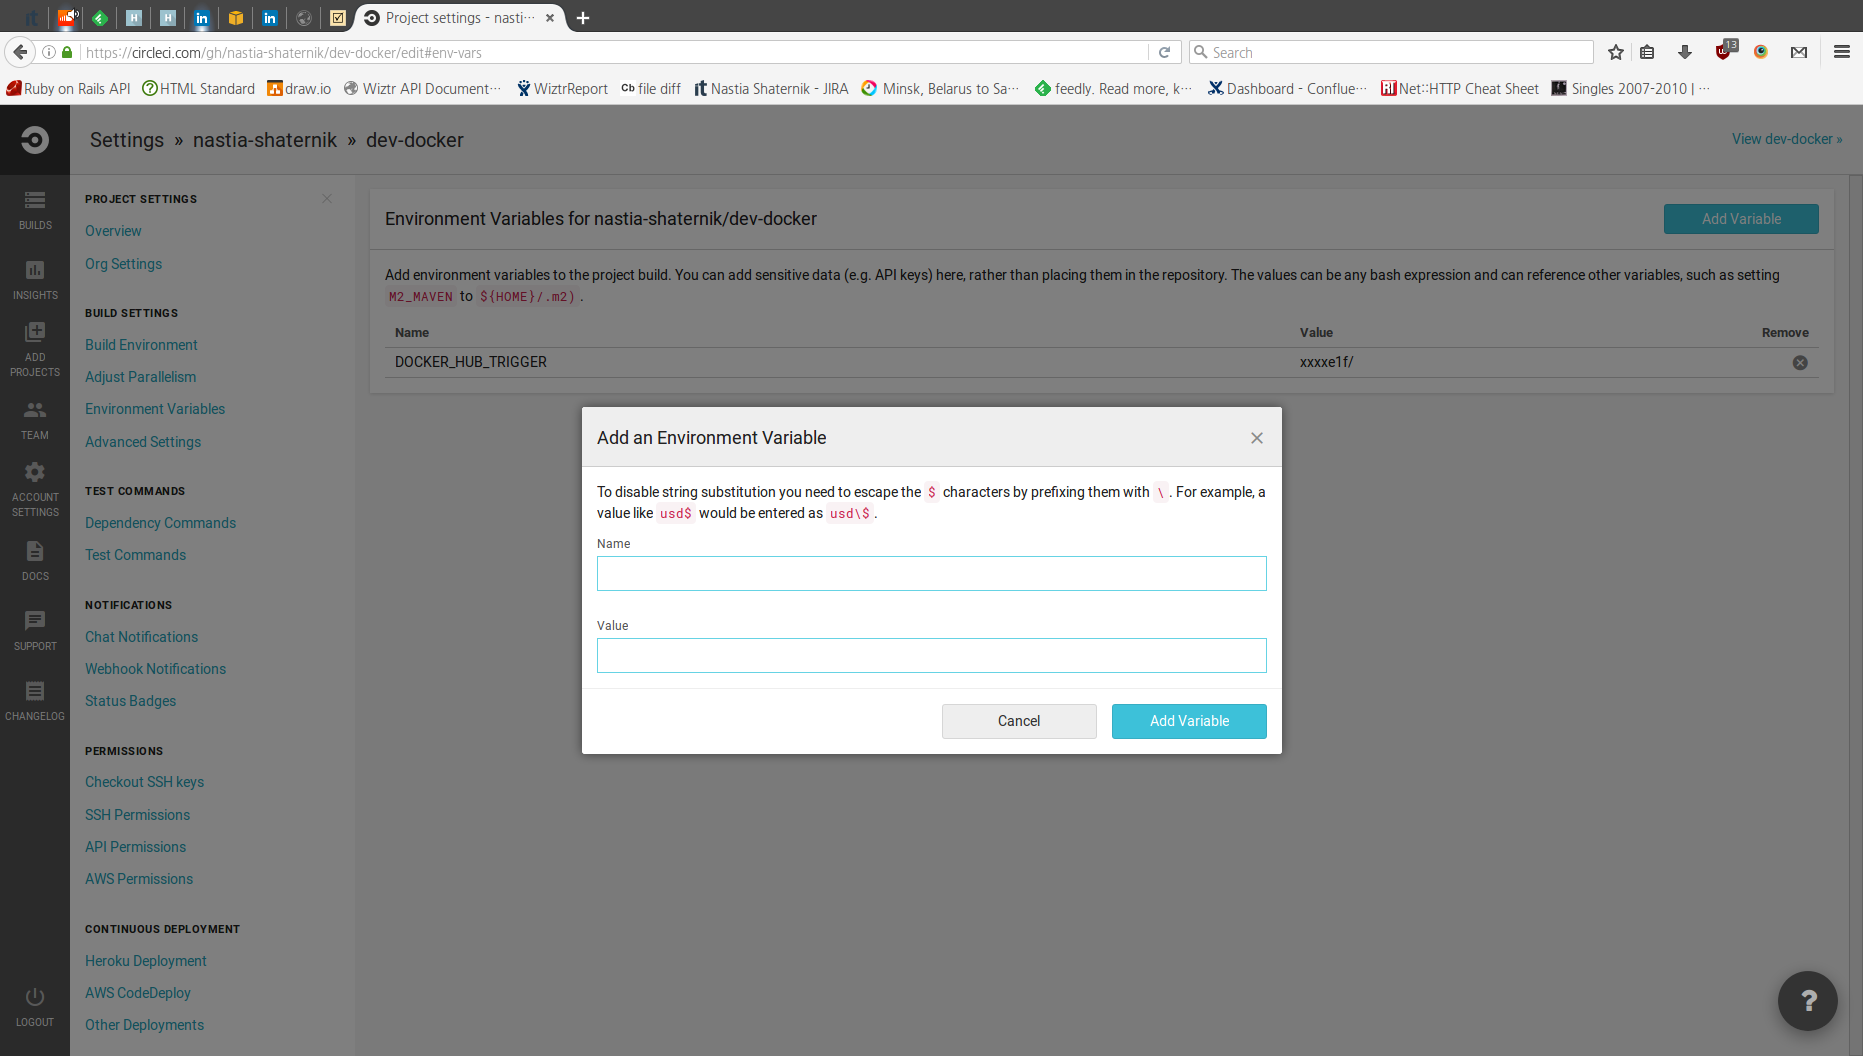 Project settings - nasti···
https://circleci.com/gh/nastia-shaternik/dev-docker/edit#env-vars
Search
13
Ruby on Rails API
HTML Standard
draw.io
Wiztr API Document···
WiztrReport
Cb file diff
Nastia Shaternik - JIRA
Minsk, Belarus to Sa···
feedly. Read more, k···
Dashboard - Conflue···
Net::HTTP Cheat Sheet
Singles 2007-2010 | ···
Settings » nastia-shaternik » dev-docker
View dev-docker »
BUILDS
INSIGHTS
ADD
PROJECTS
TEAM
ACCOUNT
SETTINGS
DOCS
SUPPORT
CHANGELOG
LOGOUT
PROJECT SETTINGS
Overview
Org Settings
BUILD SETTINGS
Build Environment
Adjust Parallelism
Environment Variables
Advanced Settings
TEST COMMANDS
Dependency Commands
Test Commands
NOTIFICATIONS
Chat Notifications
Webhook Notifications
Status Badges
PERMISSIONS
Checkout SSH keys
SSH Permissions
API Permissions
AWS Permissions
CONTINUOUS DEPLOYMENT
Heroku Deployment
AWS CodeDeploy
Other Deployments
Environment Variables for nastia-shaternik/dev-docker
Add Variable
Add environment variables to the project build. You can add sensitive data (e.g. API keys) here, rather than placing them in the repository. The values can be any bash expression and can reference other variables, such as setting
M2_MAVEN to ${HOME}/.m2) .
Name Value Remove
DOCKER_HUB_TRIGGER xxxxe1f/
Add an Environment Variable
To disable string substitution you need to escape the $ characters by prefixing them with \ . For example, a
value like usd$ would be entered as usd\$ .
Name
Value
Cancel
Add Variable
?